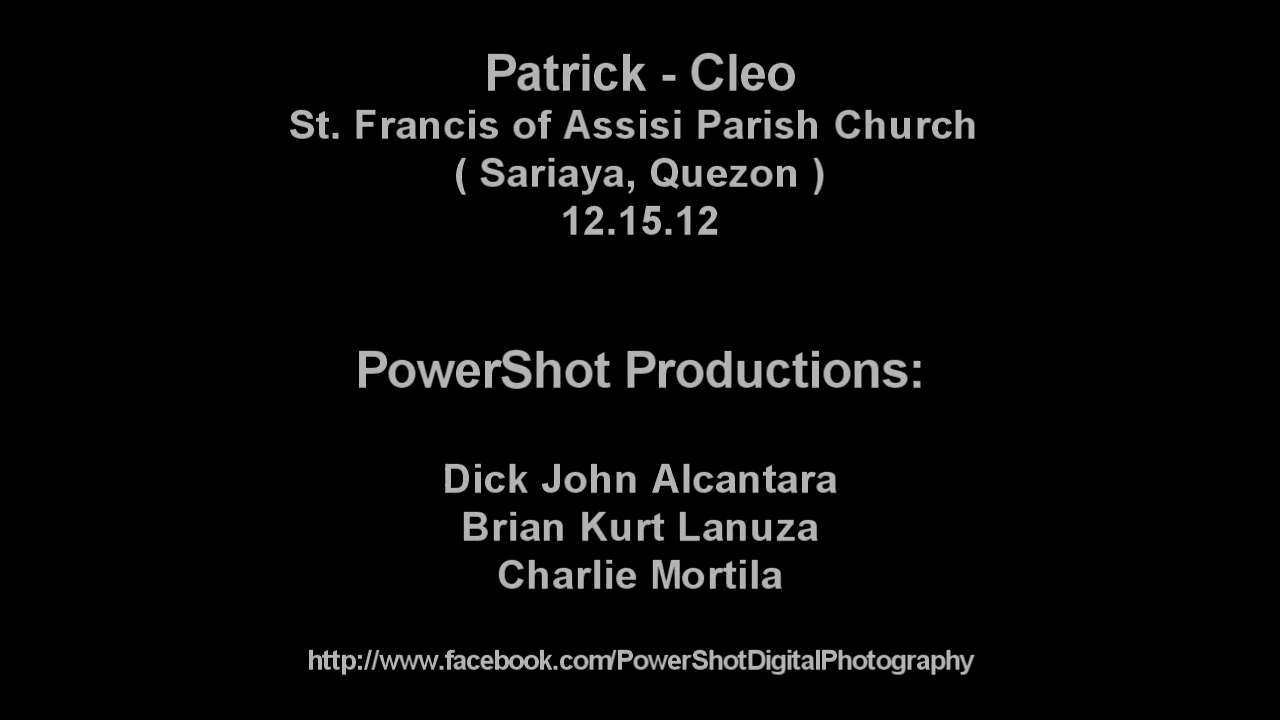 Patrick - Cleo
St. Francis of Assisi Parish Church
( Sariaya, Quezon )
12.15.12
PowerShot Productions:
Dick John Alcantara
Brian Kurt Lanuza
Charlie Mortila
http://www.facebook.com/PowerShotDigitalPhotography